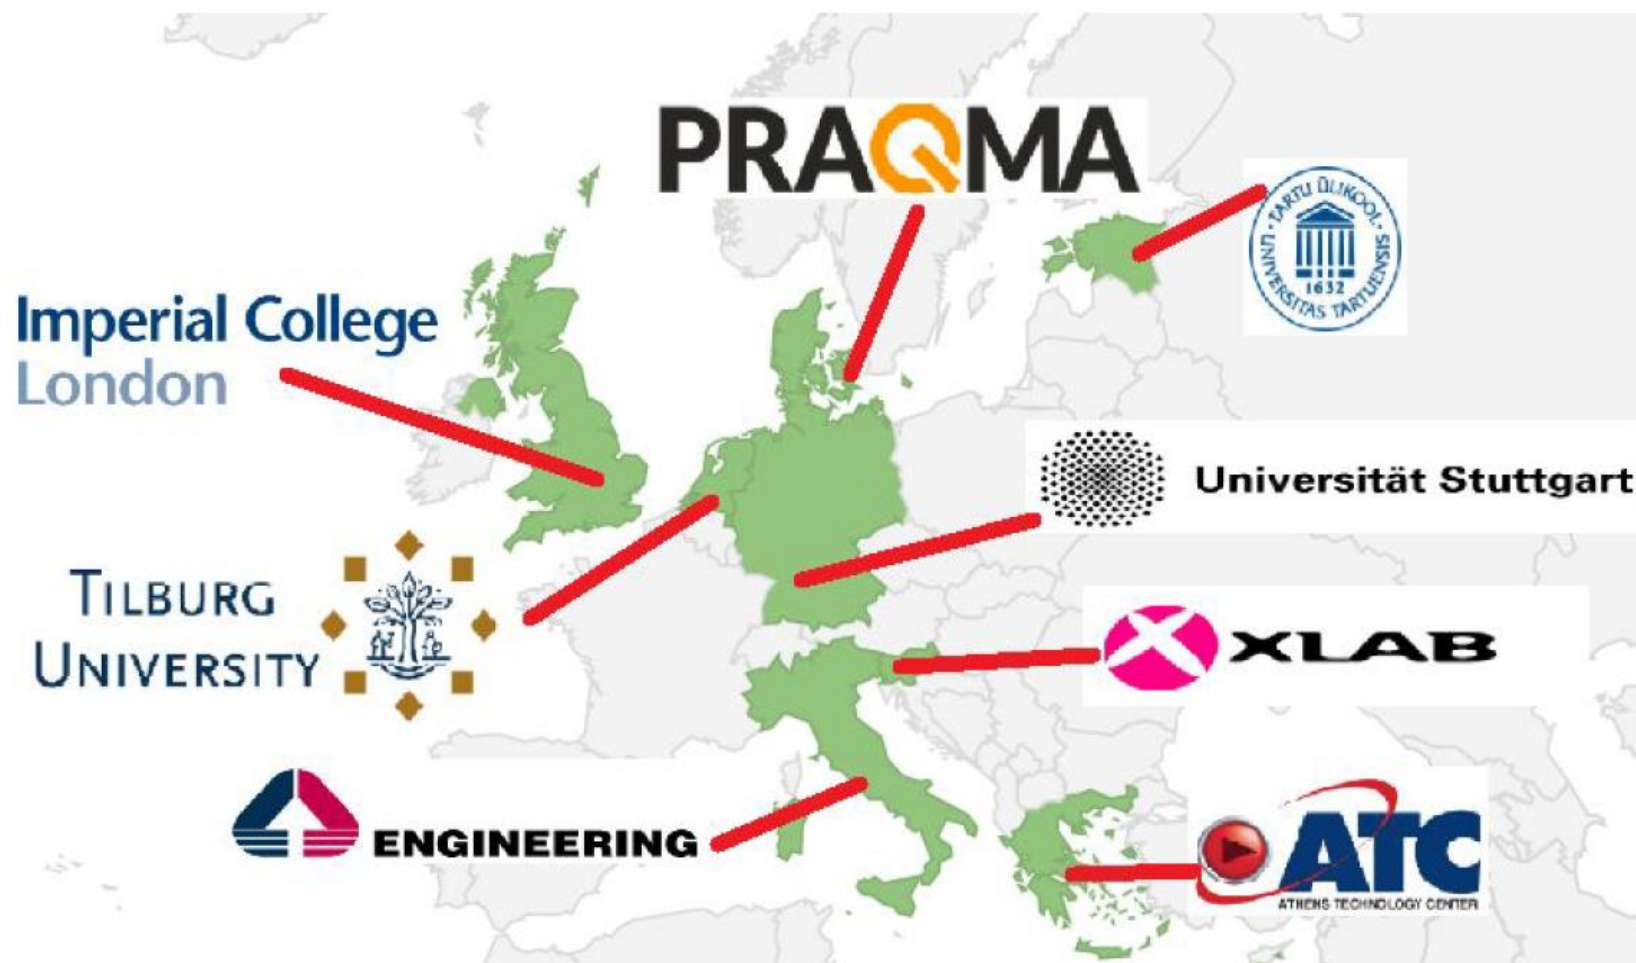 PRAQMA
TARTU ÜLIKOOL
UNIVERSITAS TARTUENSIS
1632
Imperial College
London
Universität Stuttgart
TILBURG
UNIVERSITY
XLAB
ENGINEERING
ATC
ATHENS TECHNOLOGY CENTER